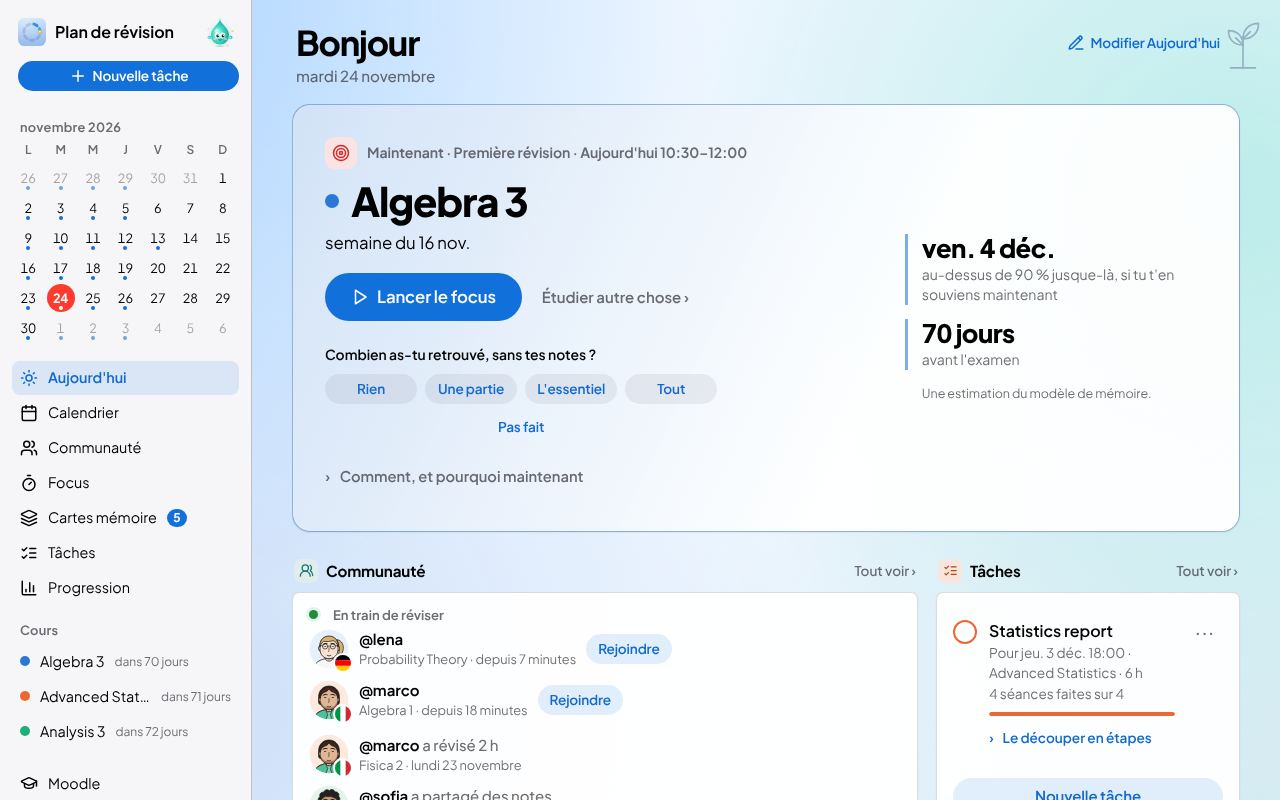 Plan de révision
Nouvelle tâche
novembre 2026
L M M J V S D
26 27 28 29 30 31 1
2 3 4 5 6 7 8
9 10 11 12 13 14 15
16 17 18 19 20 21 22
23 24 25 26 27 28 29
30 1 2 3 4 5 6
Aujourd'hui
Calendrier
Communauté
Focus
Cartes mémoire 5
Tâches
Progression
Cours
Algebra 3 dans 70 jours
Advanced Stat… dans 71 jours
Analysis 3 dans 72 jours
Moodle
Bonjour
mardi 24 novembre
Modifier Aujourd'hui
Maintenant · Première révision · Aujourd'hui 10:30–12:00
Algebra 3
semaine du 16 nov.
Lancer le focus
Étudier autre chose ›
Combien as-tu retrouvé, sans tes notes ?
Rien Une partie L'essentiel Tout
Pas fait
› Comment, et pourquoi maintenant
ven. 4 déc.
au-dessus de 90 % jusque-là, si tu t'en
souviens maintenant
70 jours
avant l'examen
Une estimation du modèle de mémoire.
Communauté
Tout voir ›
En train de réviser
@lena
Probability Theory · depuis 7 minutes
Rejoindre
@marco
Algebra 1 · depuis 18 minutes
Rejoindre
@marco a révisé 2 h
Fisica 2 · lundi 23 novembre
@sofia a partagé des notes
Tâches
Tout voir ›
Statistics report
...
Pour jeu. 3 déc. 18:00 ·
Advanced Statistics · 6 h
4 séances faites sur 4
› Le découper en étapes
Nouvelle tâche